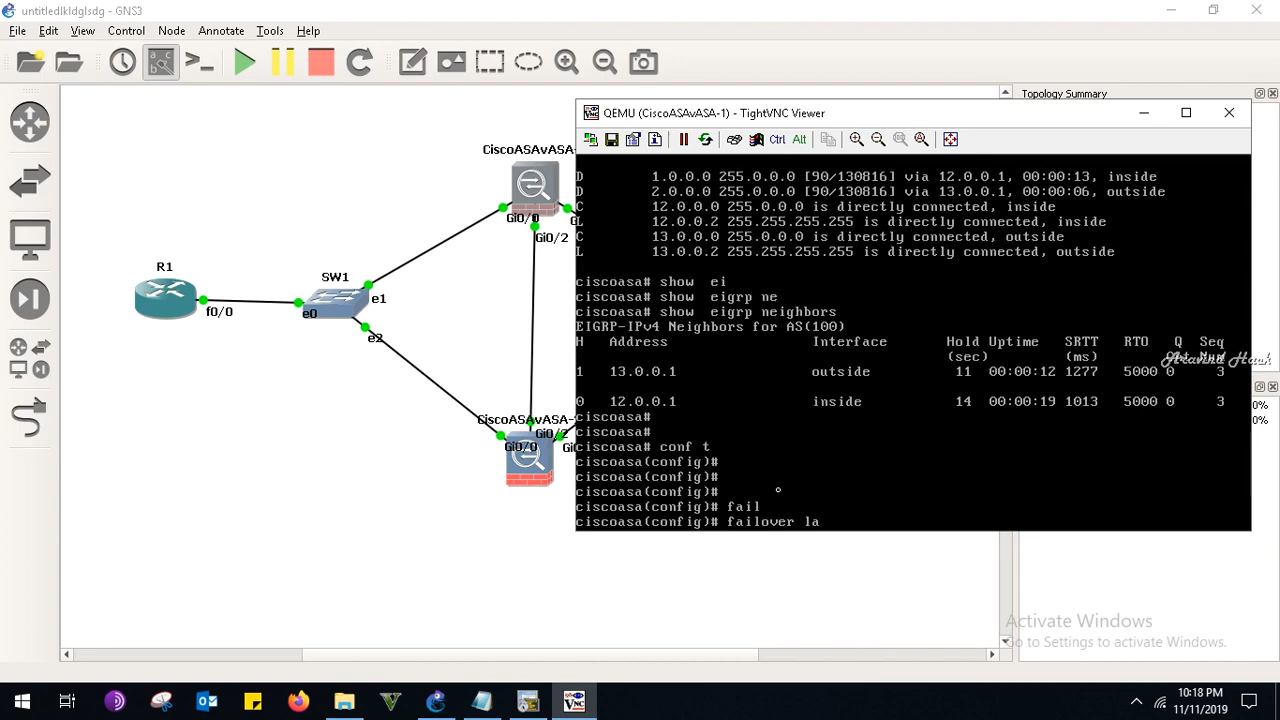 untitledlkldglsdg - GNS3
File Edit View Control Node Annotate Tools Help
Topology Summary
QEMU (CiscoASAvASA-1) - TightVNC Viewer
Ctrl Alt
CiscoASAvASA-
Gi0/0
Gi0/2
R1
f0/0
SW1
e0
e1
e2
CiscoASAvASA-
Gi0/2
Gi0/0
D 1.0.0.0 255.0.0.0 [90/130816] via 12.0.0.1, 00:00:13, inside
D 2.0.0.0 255.0.0.0 [90/130816] via 13.0.0.1, 00:00:06, outside
C 12.0.0.0 255.0.0.0 is directly connected, inside
L 12.0.0.2 255.255.255.255 is directly connected, inside
C 13.0.0.0 255.0.0.0 is directly connected, outside
L 13.0.0.2 255.255.255.255 is directly connected, outside
ciscoasa# show ei
ciscoasa# show eigrp ne
ciscoasa# show eigrp neighbors
EIGRP-IPv4 Neighbors for AS(100)
H Address Interface Hold Uptime SRTT RTO Q Seq
(sec) (ms)
1 13.0.0.1 outside 11 00:00:12 1277 5000 0 3
0 12.0.0.1 inside 14 00:00:19 1013 5000 0 3
ciscoasa#
ciscoasa#
ciscoasa# conf t
ciscoasa(config)#
ciscoasa(config)#
ciscoasa(config)#
ciscoasa(config)# fail
ciscoasa(config)# failover la
Aravind Hack
0%
0%
Activate Windows
Go to Settings to activate Windows.
10:18 PM
11/11/2019